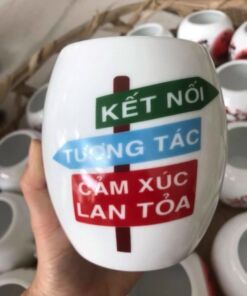 KẾT NỐI
TƯƠNG TÁC
CẢM XÚC
LAN TỎA